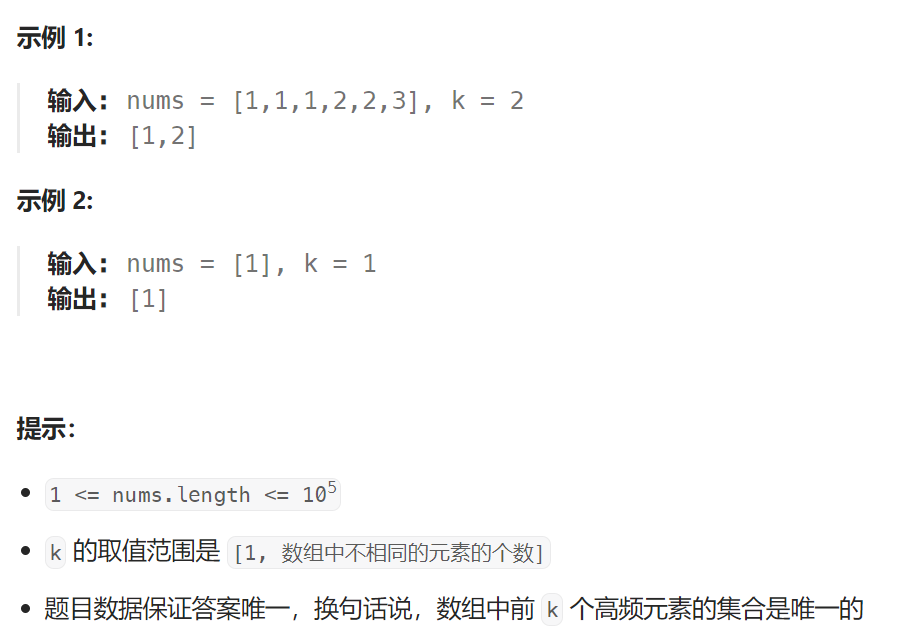 示例 1:
输入：nums = [1,1,1,2,2,3], k = 2
输出：[1,2]
示例 2:
输入：nums = [1], k = 1
输出：[1]
提示：
1 <= nums.length <= 10⁵
k 的取值范围是 [1, 数组中不相同的元素的个数]
题目数据保证答案唯一，换句话说，数组中前 k 个高频元素的集合是唯一的